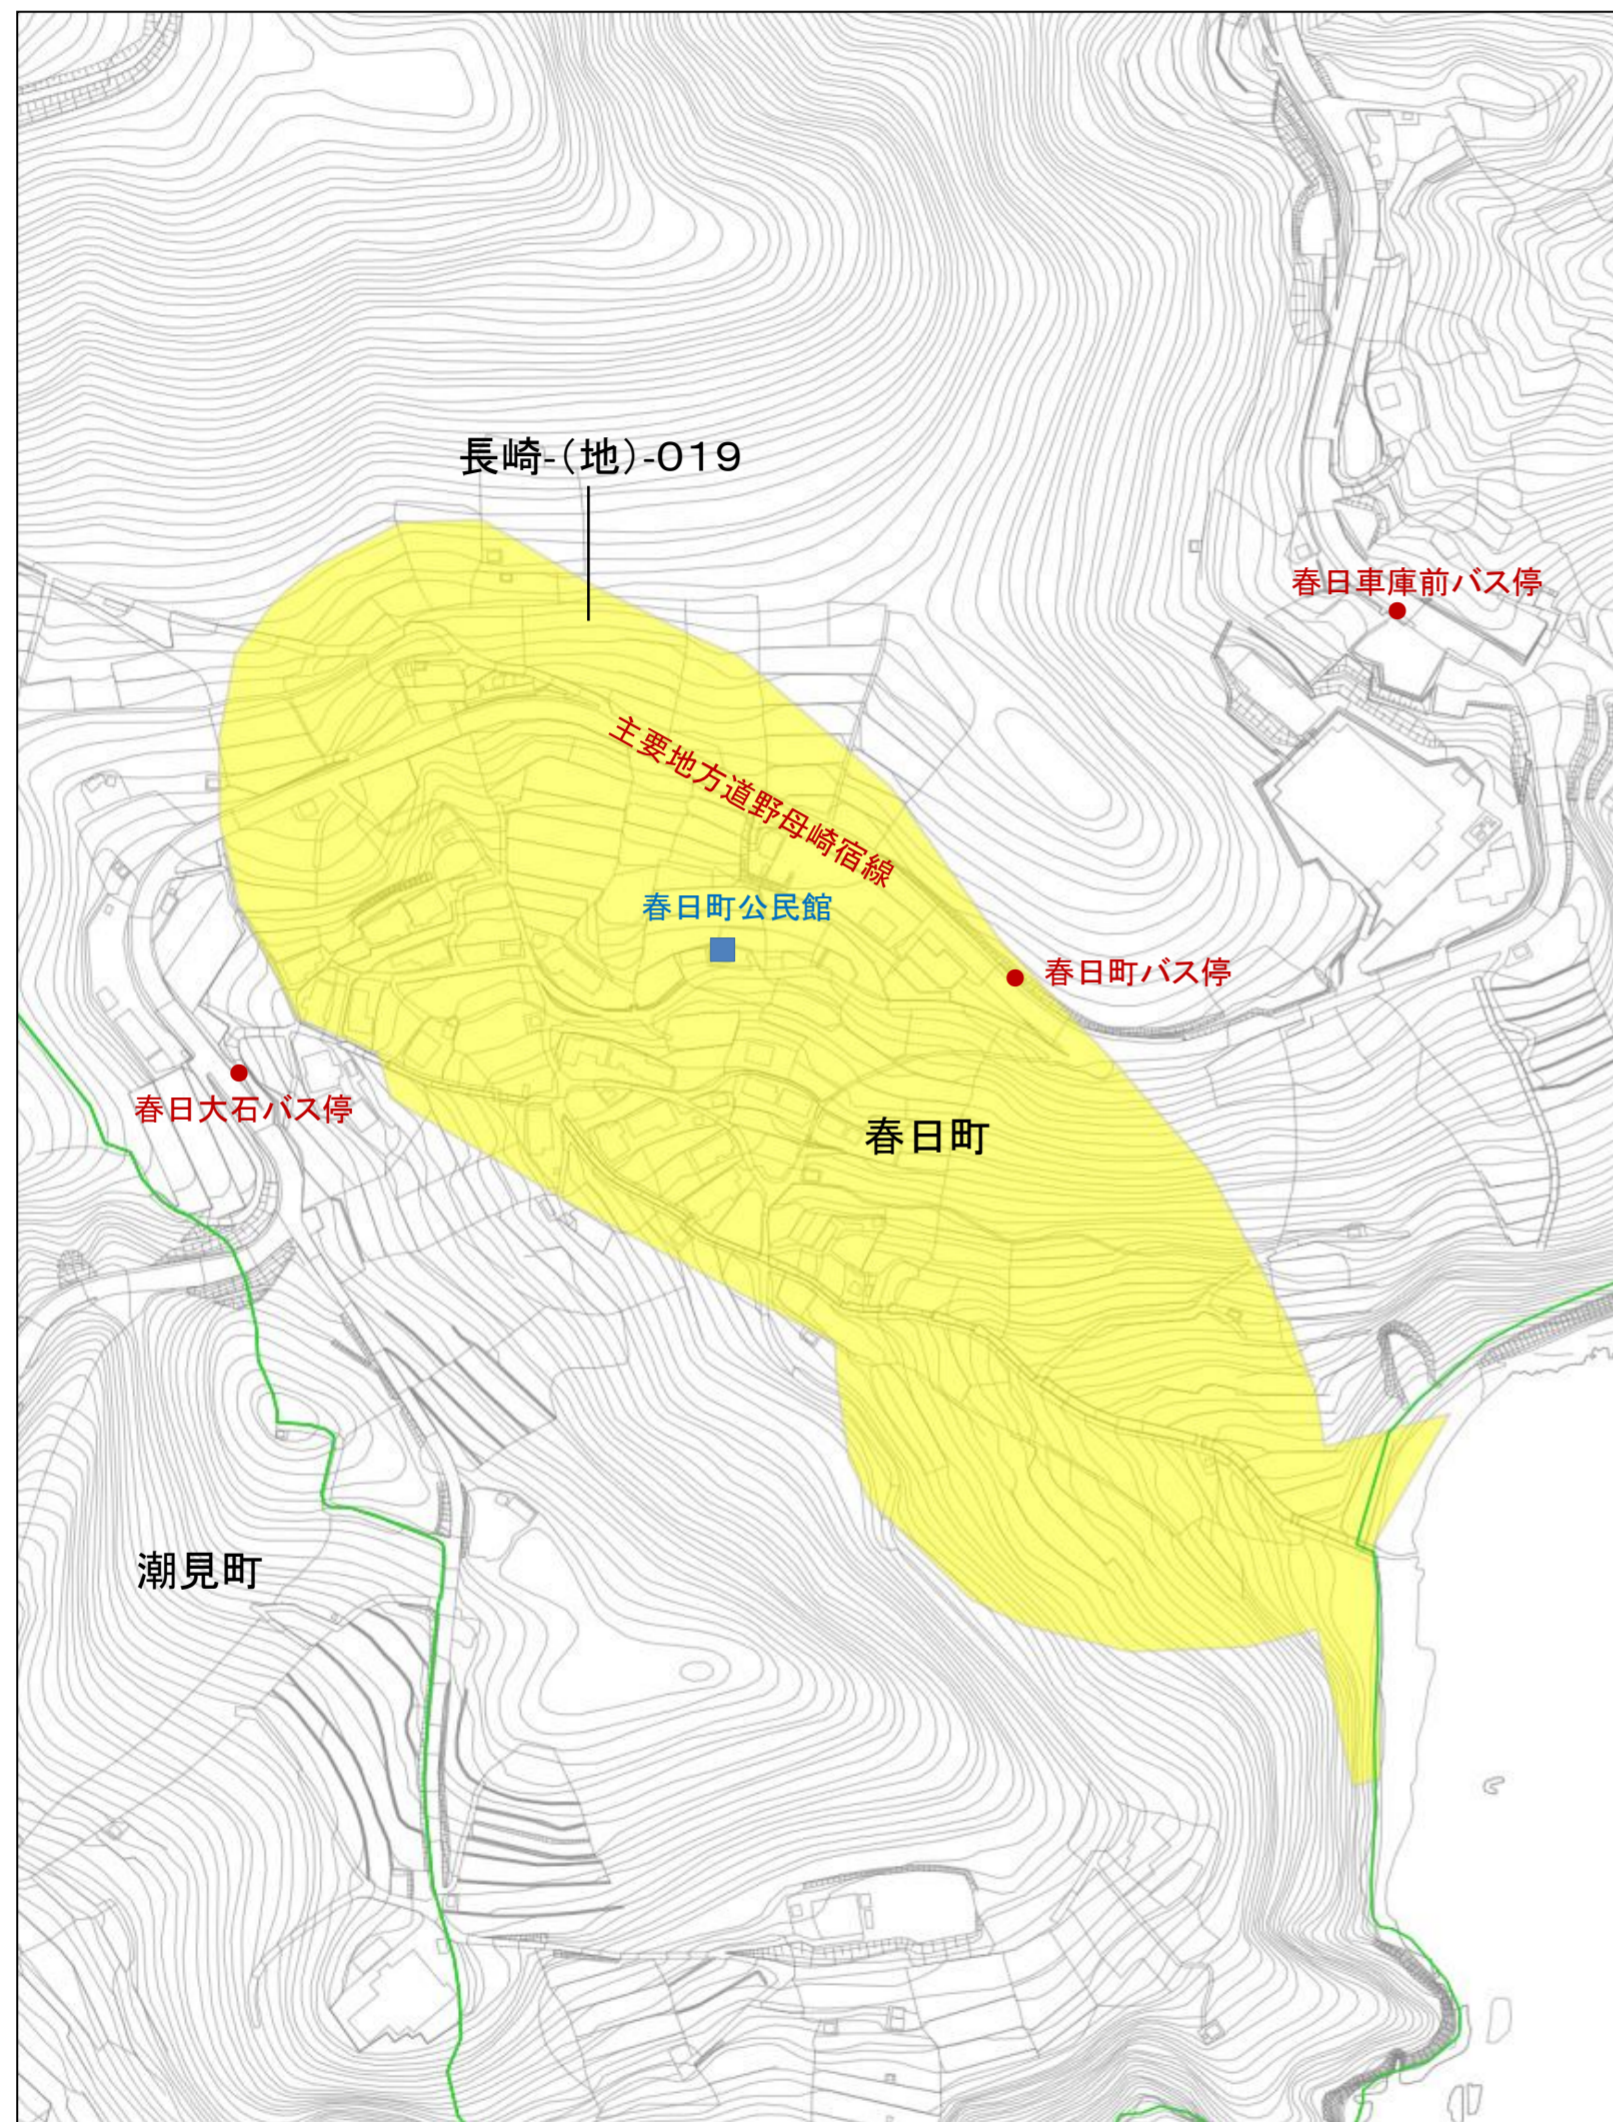 長崎-(地)-019
春日車庫前バス停
主要地方道野母崎宿線
春日町公民館
春日町バス停
春日大石バス停
春日町
潮見町